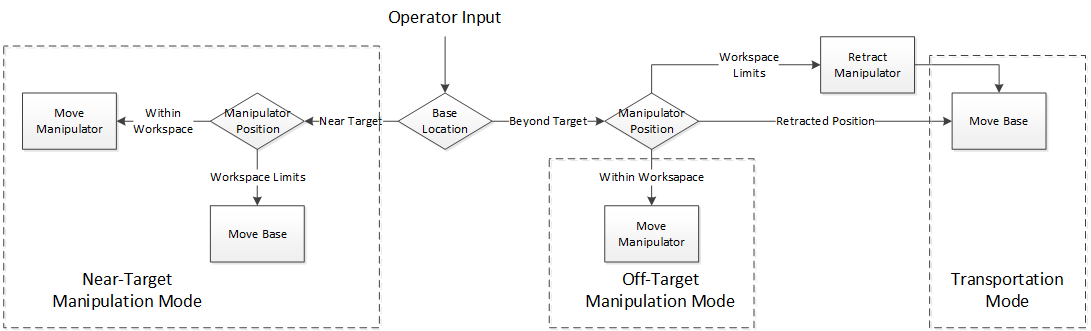 Operator Input
Workspace
Limits
Retract
Manipulator
Move
Manipulator
Within
Workspace
Manipulator
Position
Near Target
Base
Location
Beyond Target
Manipulator
Position
Retracted Position
Move Base
Workspace Limits
Within Worksapace
Move Base
Move
Manipulator
Near-Target
Manipulation Mode
Off-Target
Manipulation Mode
Transportation
Mode